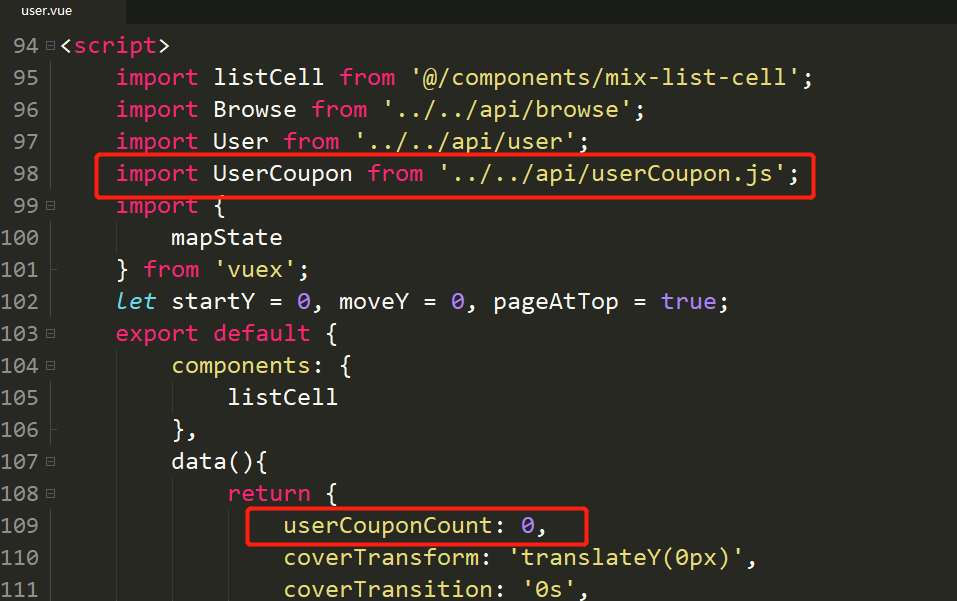 user.vue
94 <script>
95 import listCell from '@/components/mix-list-cell';
96 import Browse from '../../api/browse';
97 import User from '../../api/user';
98 import UserCoupon from '../../api/userCoupon.js';
99 import {
100 mapState
101 } from 'vuex';
102 let startY = 0, moveY = 0, pageAtTop = true;
103 export default {
104 components: {
105 listCell
106 },
107 data(){
108 return {
109 userCouponCount: 0,
110 coverTransform: 'translateY(0px)',
111 coverTransition: '0s',